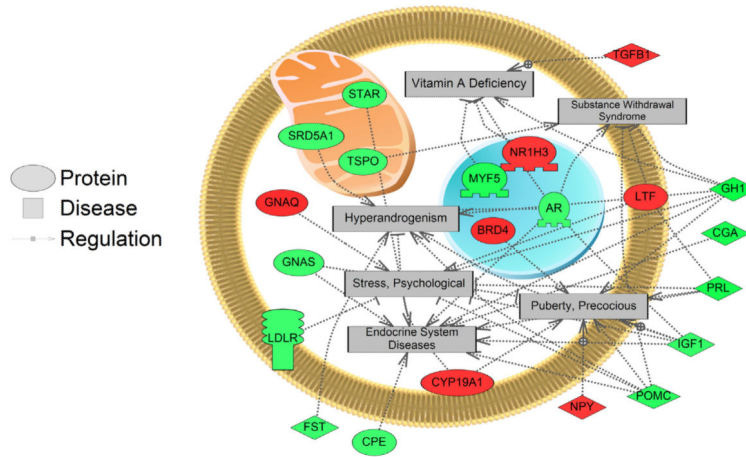 TGFB1
Vitamin A Deficiency
STAR
Substance Withdrawal
Syndrome
SRD5A1
NR1H3
TSPO
Protein
MYF5
GH1
Disease
GNAQ
LTF
Hyperandrogenism
AR
Regulation
BRD4
CGA
GNAS
Stress, Psychological
PRL
Puberty, Precocious
LDLR
Endocrine System
Diseases
IGF1
CYP19A1
POMC
NPY
FST
CPE